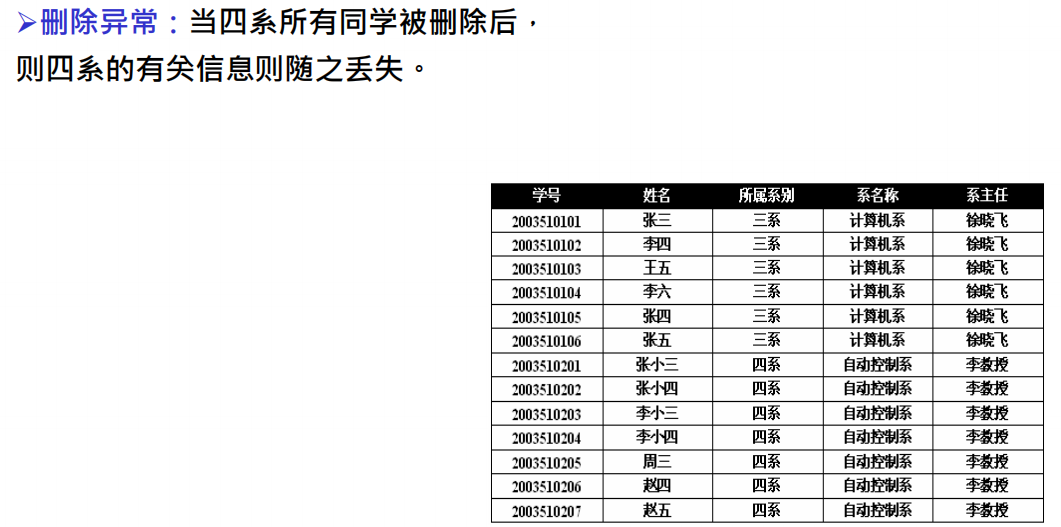 ➢删除异常：当四系所有同学被删除后，
则四系的有关信息则随之丢失。
学号 姓名 所属系别 系名称 系主任
2003510101 张三 三系 计算机系 徐晓飞
2003510102 李四 三系 计算机系 徐晓飞
2003510103 王五 三系 计算机系 徐晓飞
2003510104 李六 三系 计算机系 徐晓飞
2003510105 张四 三系 计算机系 徐晓飞
2003510106 张五 三系 计算机系 徐晓飞
2003510201 张小三 四系 自动控制系 李教授
2003510202 张小四 四系 自动控制系 李教授
2003510203 李小三 四系 自动控制系 李教授
2003510204 李小四 四系 自动控制系 李教授
2003510205 周三 四系 自动控制系 李教授
2003510206 赵四 四系 自动控制系 李教授
2003510207 赵五 四系 自动控制系 李教授